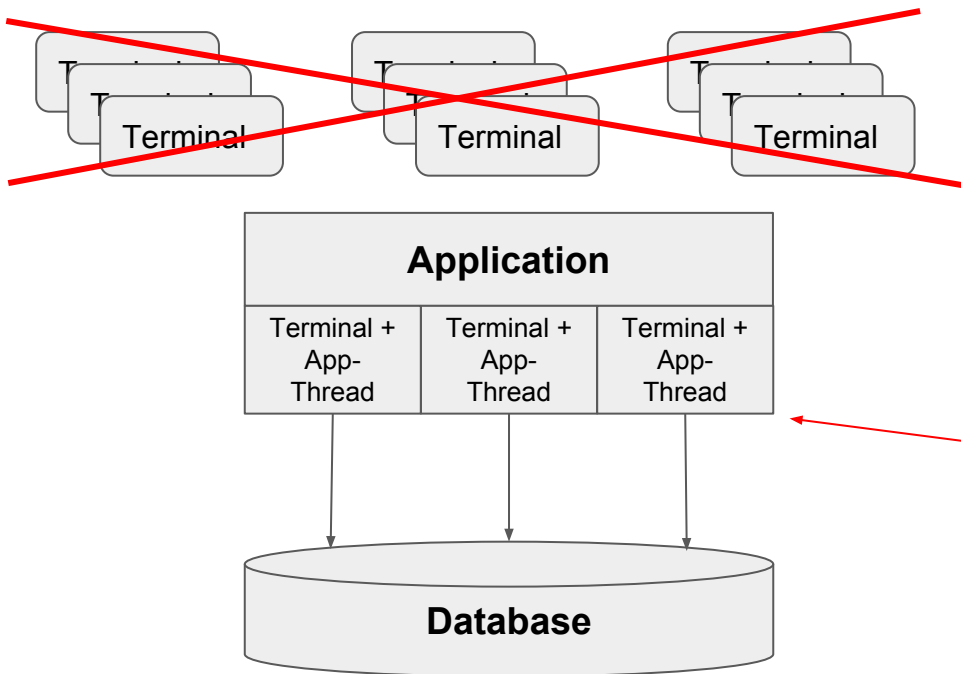 Terminal
Terminal
Terminal
Application
Terminal +
App-
Thread
Terminal +
App-
Thread
Terminal +
App-
Thread
Database